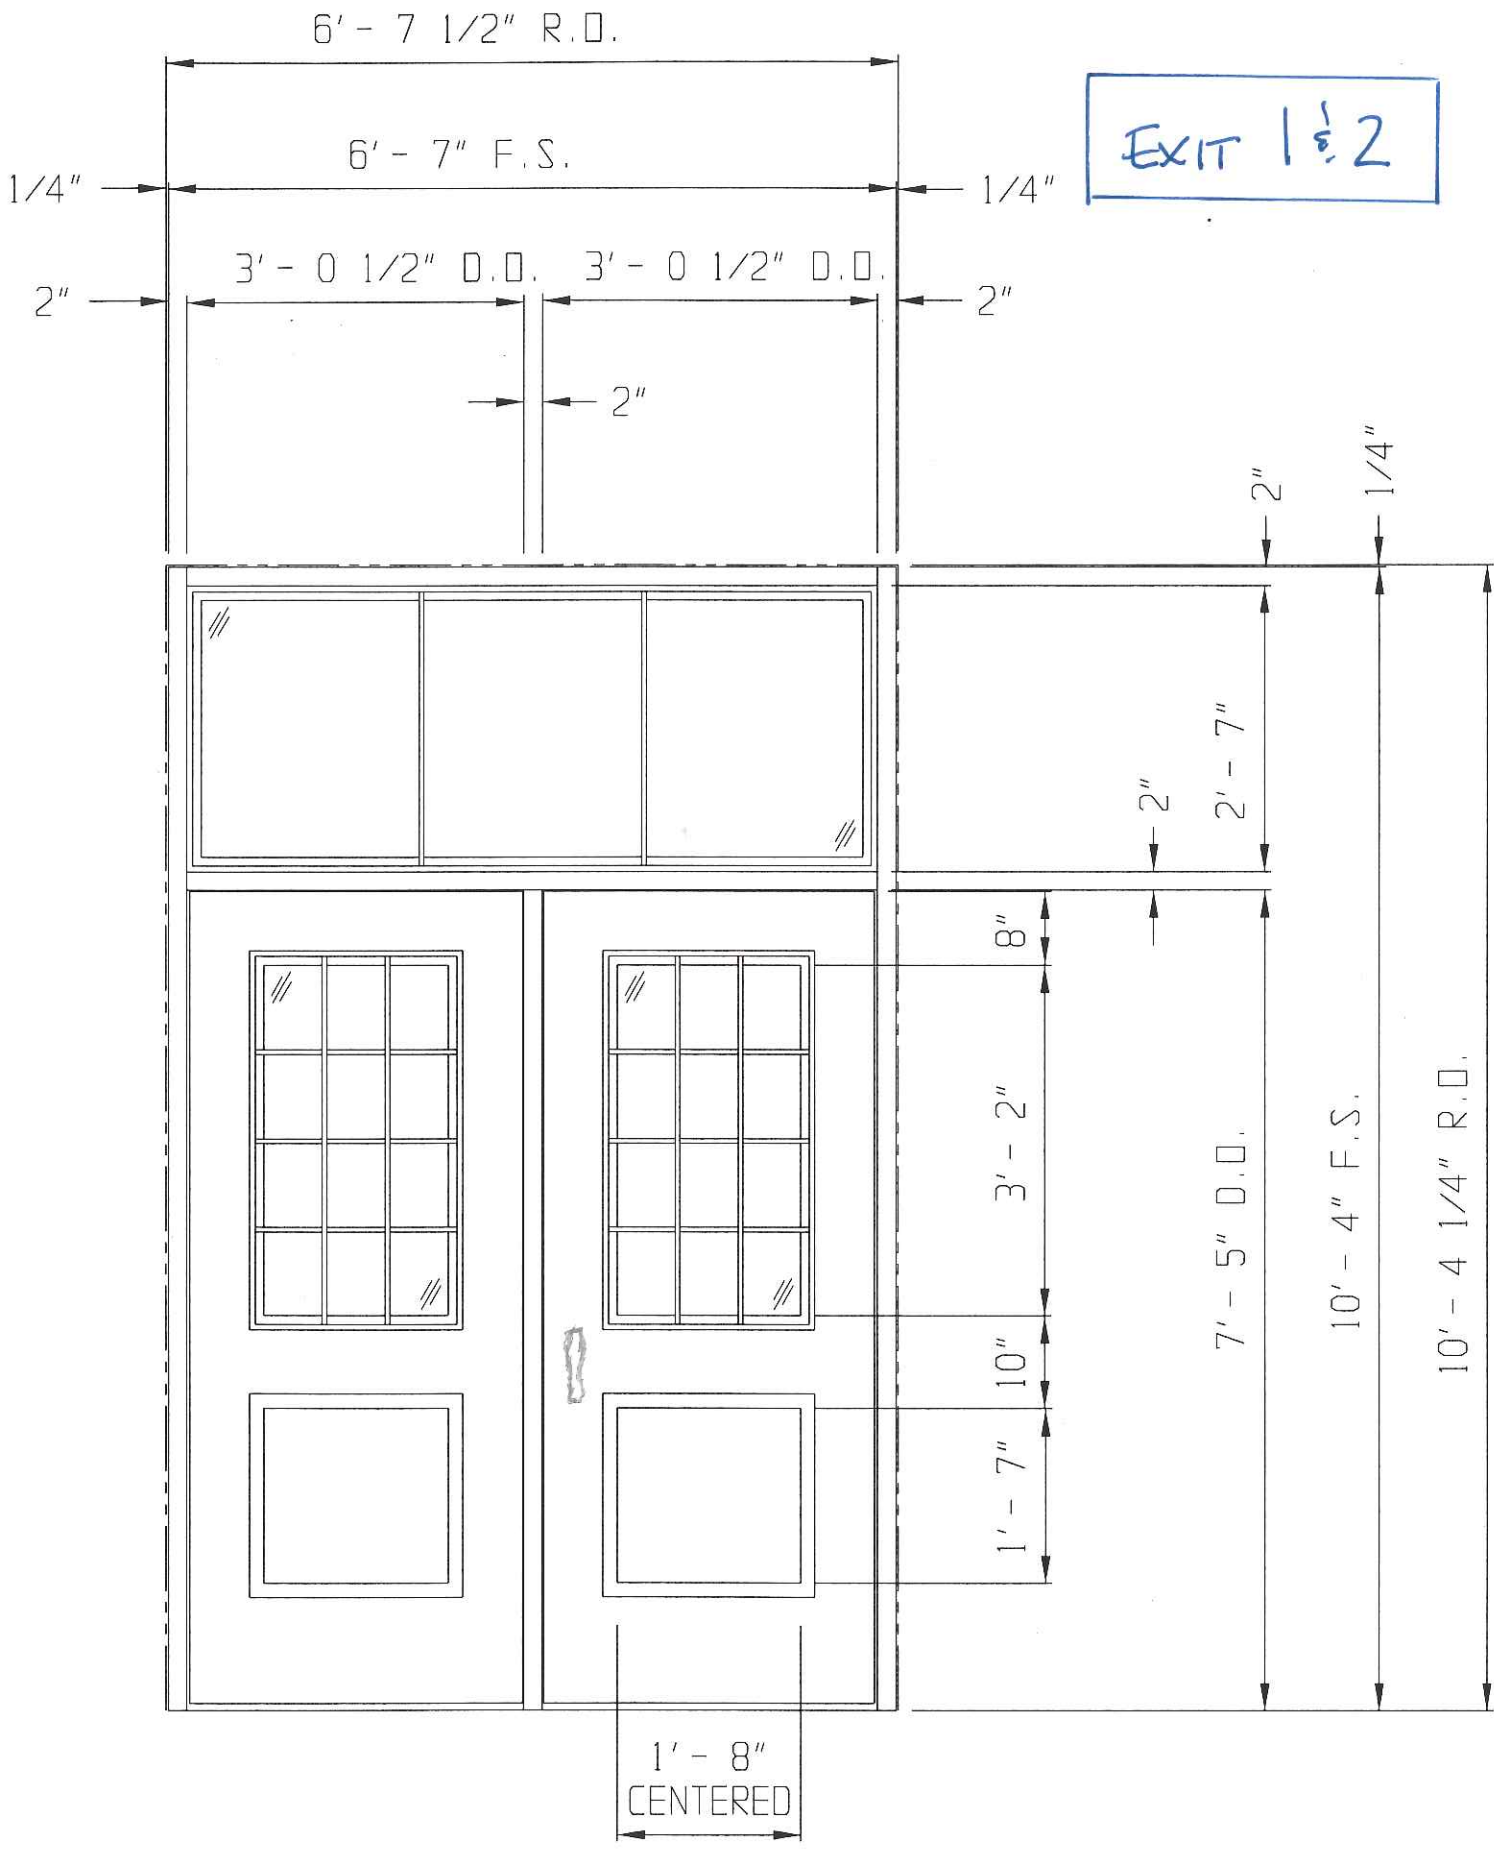 6'- 7 1/2" R.O.
EXIT 1 & 2
6'- 7" F.S.
1/4"
1/4"
3'- 0 1/2" D.O.
3'- 0 1/2" D.O.
2"
2"
2"
2"
1/4"
2'- 7"
2"
8"
3'- 2"
10"
1'- 7"
7'- 5" D.O.
10'- 4" F.S.
10'- 4 1/4" R.O.
1'- 8"
CENTERED